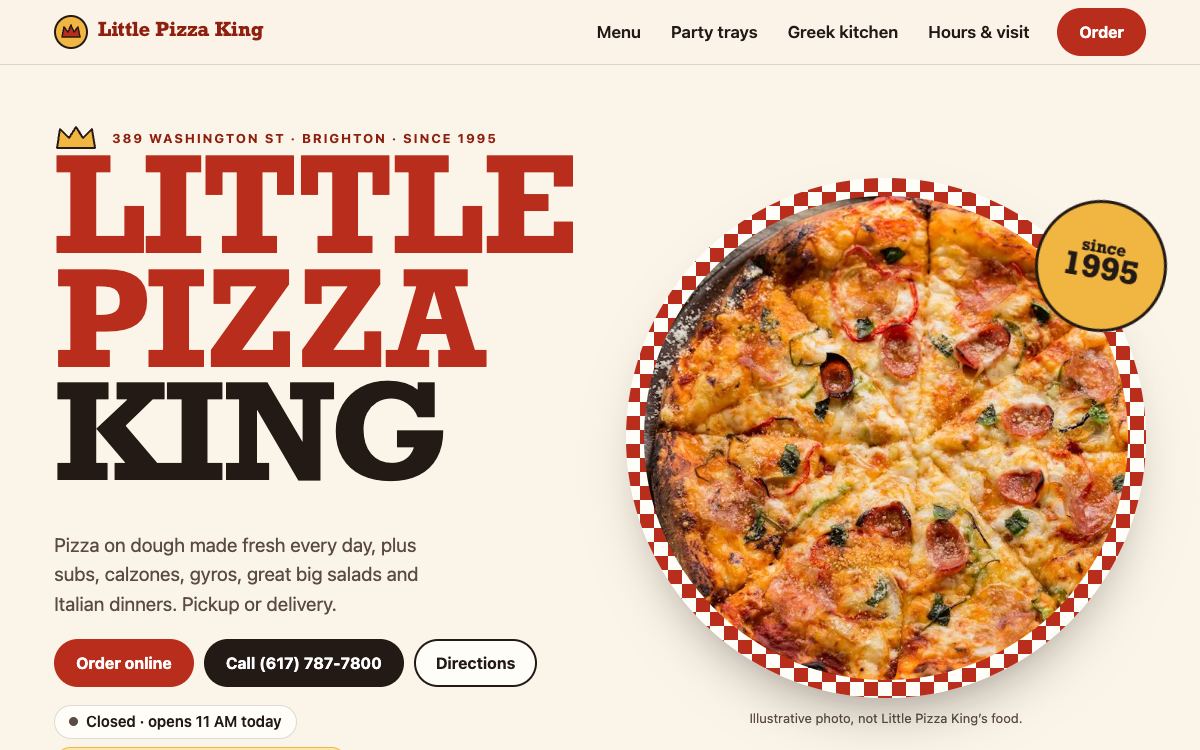 Little Pizza King
Menu
Party trays
Greek kitchen
Hours & visit
Order
389 WASHINGTON ST · BRIGHTON · SINCE 1995
LITTLE
PIZZA
KING
since
1995
Pizza on dough made fresh every day, plus
subs, calzones, gyros, great big salads and
Italian dinners. Pickup or delivery.
Order online
Call (617) 787-7800
Directions
Closed · opens 11 AM today
Illustrative photo, not Little Pizza King’s food.